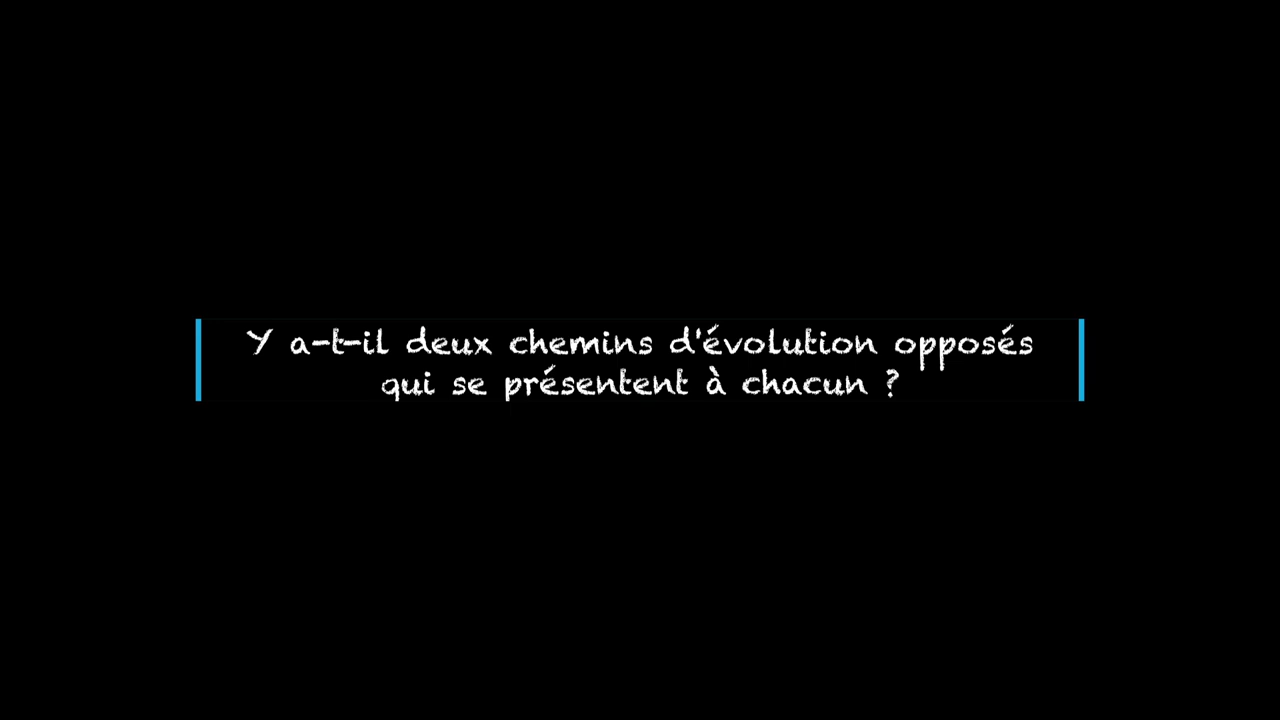 Y a-t-il deux chemins d'évolution opposés
qui se présentent à chacun ?